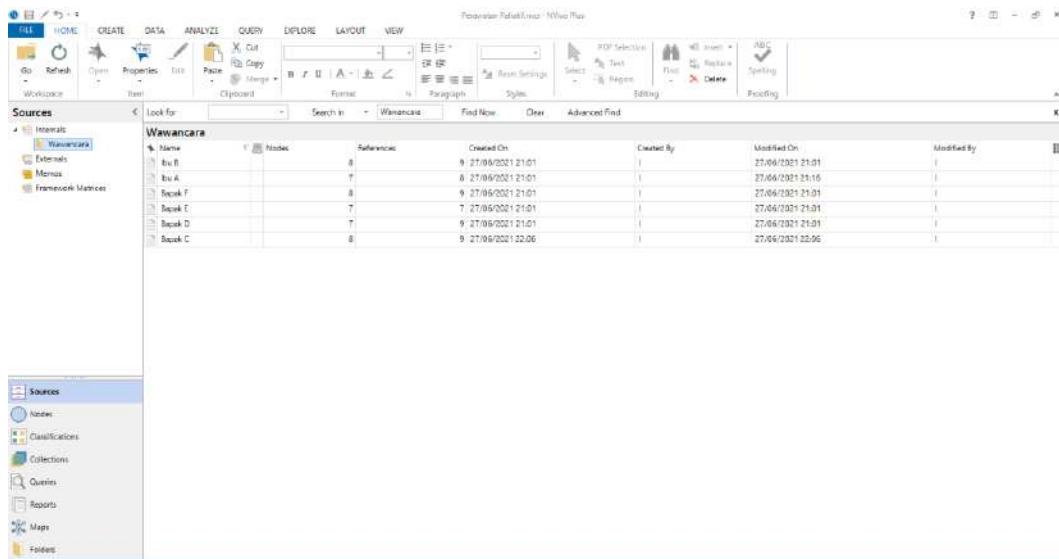 Perawatan Paliatif.nvp - NVivo Plus
FILE HOME CREATE DATA ANALYZE QUERY EXPLORE LAYOUT VIEW
Go Refresh Open Properties Edit Paste Cut Copy Merge
B I U A Reset Settings Select PDF Selection Text Region Find Insert Replace Delete ABC Spelling
Workspace Item Clipboard Format Paragraph Styles Editing Proofing
Sources Look for Search in Wawancara Find Now Clear Advanced Find
Internals
Wawancara
Externals
Memos
Framework Matrices
Wawancara
Name Nodes References Created On Created By Modified On Modified By
Ibu B 8 9 27/06/2021 21:01 I 27/06/2021 21:01 I
Ibu A 7 8 27/06/2021 21:01 I 27/06/2021 21:16 I
Bapak F 8 9 27/06/2021 21:01 I 27/06/2021 21:01 I
Bapak E 7 7 27/06/2021 21:01 I 27/06/2021 21:01 I
Bapak D 7 9 27/06/2021 21:01 I 27/06/2021 21:01 I
Bapak C 8 9 27/06/2021 22:06 I 27/06/2021 22:06 I
Sources
Nodes
Classifications
Collections
Queries
Reports
Maps
Folders